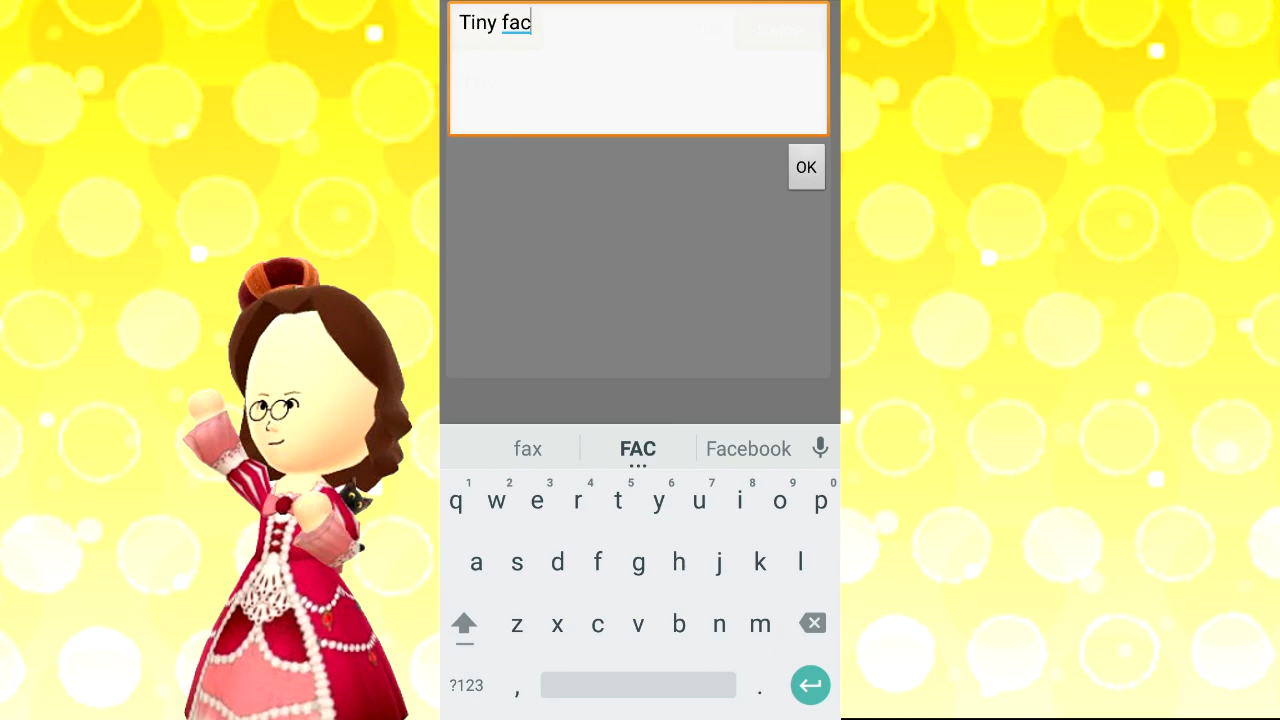 Tiny fac
OK
fax FAC Facebook
1 2 3 4 5 6 7 8 9 0
q w e r t y u i o p
a s d f g h j k l
z x c v b n m
?123 , .